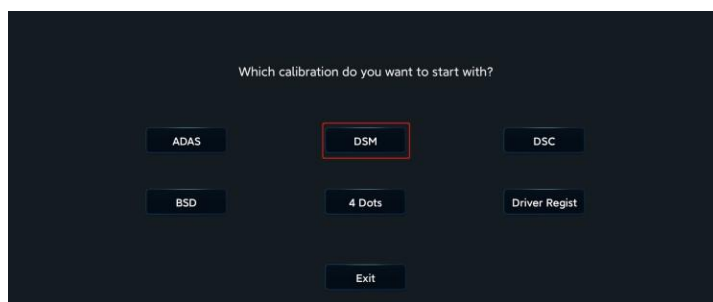 Which calibration do you want to start with?
ADAS DSM DSC
BSD 4 Dots Driver Regist
Exit